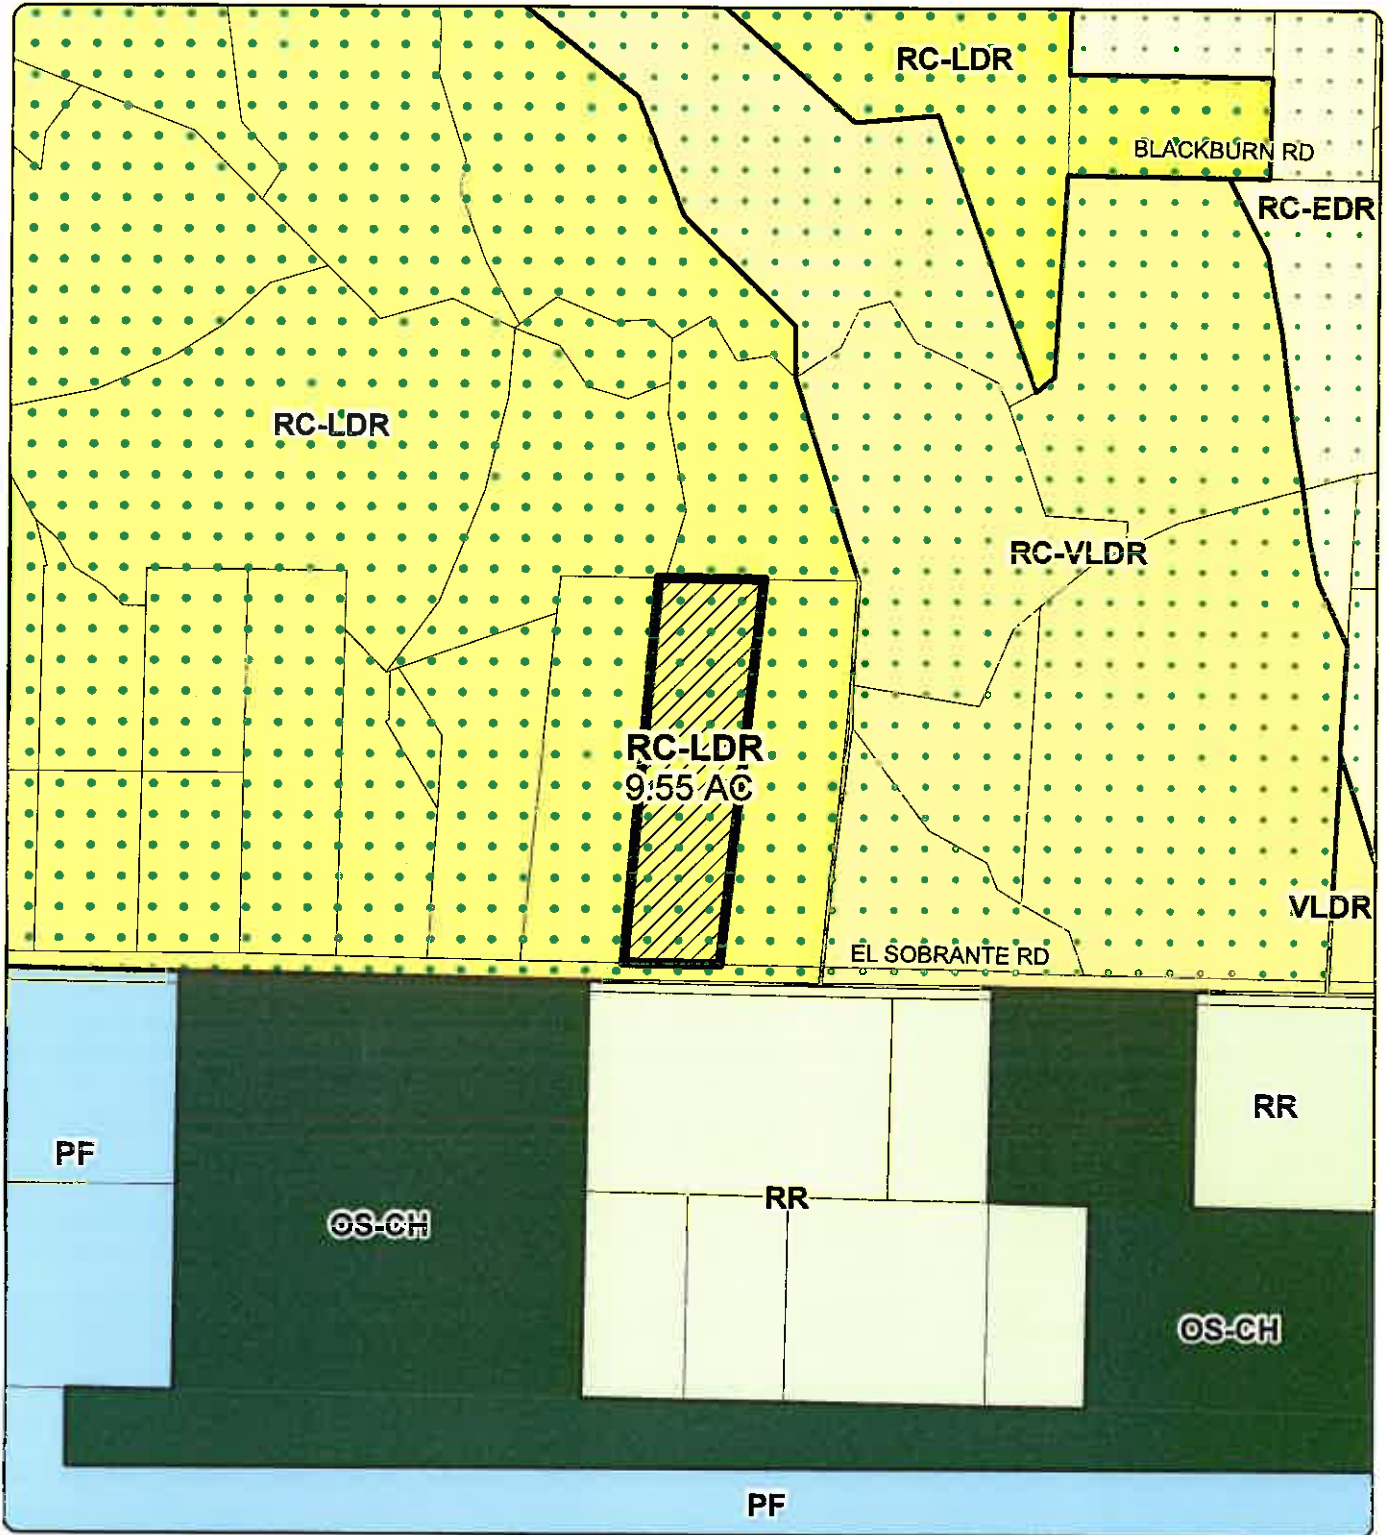 RC-LDR
BLACKBURN RD
RC-EDR
RC-LDR
RC-VLDR
RC-LDR
9.55 AC
VLDR
EL SOBRANTE RD
RR
PF
RR
OS-CH
OS-CH
PF